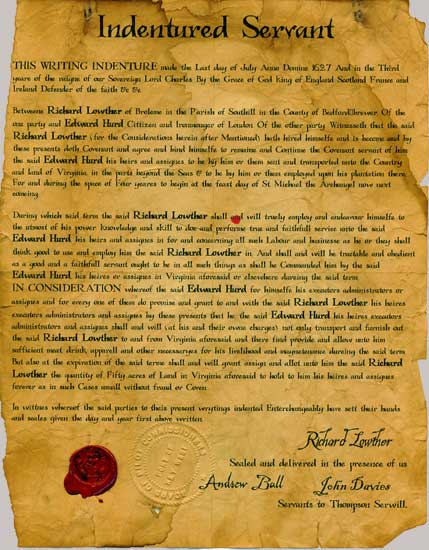 Indentured Servant
THIS WRITING INDENTURE made the Last day of July Anno Domine 1627 And in the Third
yeare of the reigne of our Soveraign Lord Charles By the Grace of God King of England Scotland France and
Ireland Defender of the faith & &.
Betweene Richard Lowther of Broteme in the Parish of Southill in the County of Bedfordshreiver, Of the
one party and Edward Hurd Citizen and Ironmonger of London Of the other party Witnesseth that the said
Richard Lowther (for the Considerations herein after Mentioned) hath hired himself and is become and by
these presents doth Covenant and agree and bind himselfe to remaine and Continue the Covenant servant of him
the said Edward Hurd his heirs and assignes to be by him or them sent and transported unto the Country
and land of Virginia, in the parts beyond the Seas & to be by him or them employed upon his plantation there.
For and during the space of Four yeares to begin at the feast day of St Michael the Archangel now next
comeing.
During which said term the said Richard Lowther shall and will truely employ and endeavour himselfe to
the utmost of his power Knowledge and skill to doe and performe true and faithfull service unto the said
Edward Hurd his heirs and assignes in for and concerning all such Labour and businesse as he or they shall
think good to use and employ him the said Richard Lowther in. And shall and will be tractable and obedient
as a good and a faithfull servant ought to be in all such things as shall be Commanded him by the said
Edward Hurd his heires or assignes in Virginia aforesaid or elsewhere dureing the said term.
IN CONSIDERATION whereof the said Edward Hurd for himselfe his executors administrators or
assignes and for every one of them do promise and grant to and with the said Richard Lowther his heires
executors administrators and assignes by these presents that he the said Edward Hurd his heires executors
administrators and assignes shall and will (at his and their owne charges) not only transport and furnish out
the said Richard Lowther to and from Virginia aforesaid and there find provide and allow unto him
sufficient meet drink, apparell and other necessaryes for his livlihood and dureing the said term
But also at the expiration of the said terme shall and will grant assign and allot unto him the said Richard
Lowther the quantity of Fifty acres of Land in Virginia aforesaid to hold to him his heires and assignes
forever as in such Cases small without fraud or Coven.
In witnes whereof the said parties to their present indented Enterchangeably have sett their hands
and seales given the day and year first above written.
Richard Lowther
Sealed and delivered in the presence of us
Andrew Ball John Davies
Servants to Thompson Serwill.